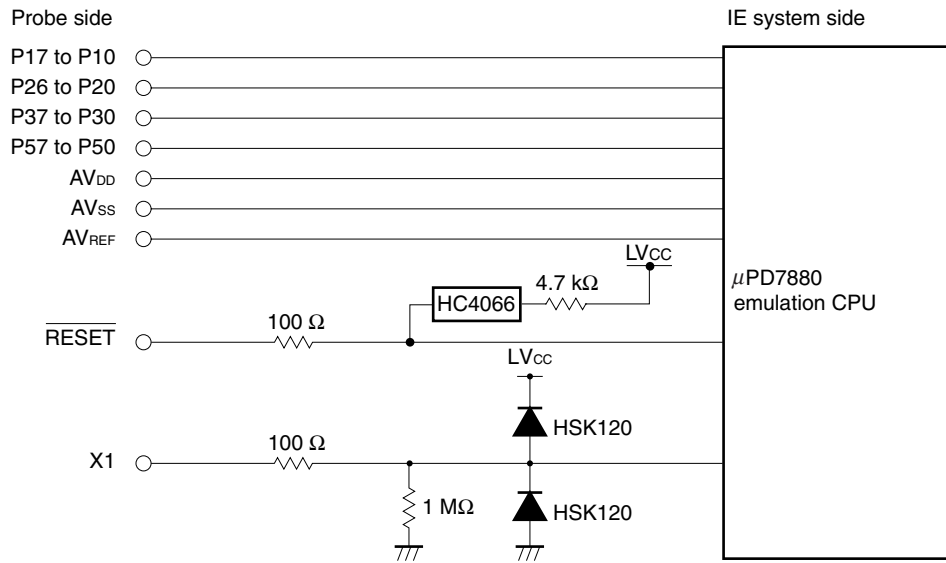 Probe side
IE system side
P17 to P10
P26 to P20
P37 to P30
P57 to P50
AVDD
AVSS
AVREF
LVCC
4.7 kΩ
HC4066
μPD7880
emulation CPU
100 Ω
RESET
LVCC
HSK120
100 Ω
X1
1 MΩ
HSK120